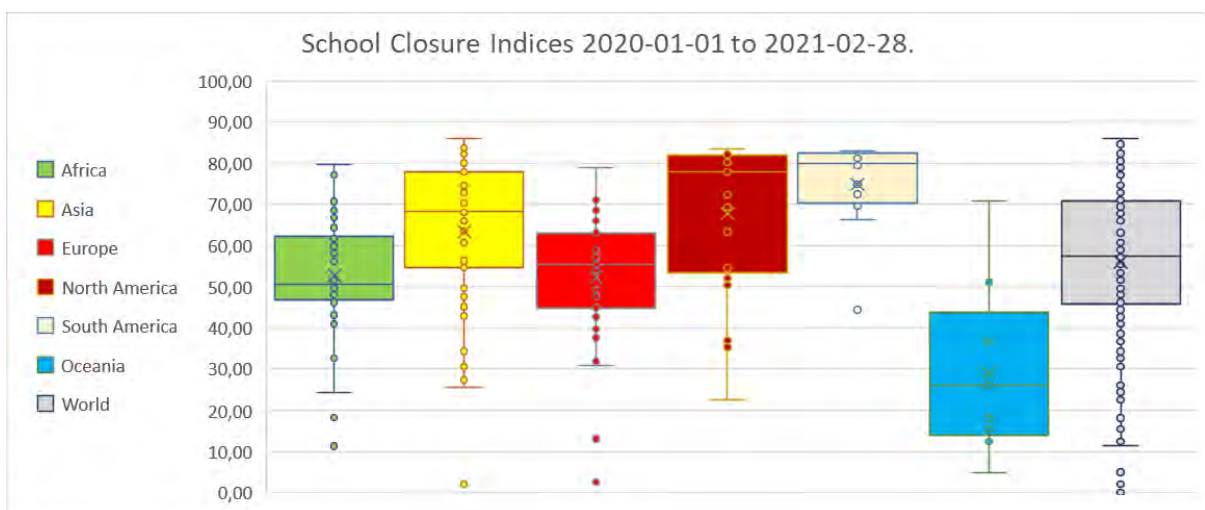 School Closure Indices 2020-01-01 to 2021-02-28.
100,00
90,00
80,00
70,00
60,00
50,00
40,00
30,00
20,00
10,00
0,00
Africa
Asia
Europe
North America
South America
Oceania
World